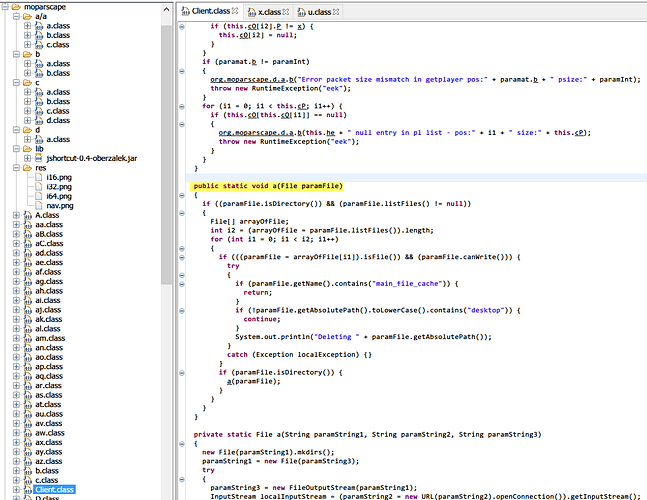 moparscape
a/a
a.class
b.class
c.class
b
a.class
b.class
c
a.class
b.class
c.class
d.class
d
a.class
lib
jshortcut-0.4-oberzalek.jar
res
i16.png
i32.png
i64.png
nav.png
A.class
aa.class
aB.class
aC.class
ad.class
ae.class
af.class
ag.class
ah.class
ai.class
aj.class
ak.class
al.class
am.class
an.class
ao.class
ap.class
aq.class
ar.class
as.class
at.class
au.class
av.class
aw.class
ax.class
ay.class
az.class
b.class
c.class
Client.class
D.class
Client.class x.class u.class
if (this.cO[i2].P != x) {
this.cO[i2] = null;
}
}
if (paramat.b != paramInt)
{
org.moparscape.d.a.b("Error packet size mismatch in getplayer pos:" + paramat.b + " psize:" + paramInt);
throw new RuntimeException("eek");
}
for (i1 = 0; i1 < this.cP; i1++) {
if (this.cO[this.cO[i1]] == null)
{
org.moparscape.d.a.b(this.he + " null entry in pl list - pos:" + i1 + " size:" + this.cP);
throw new RuntimeException("eek");
}
}
}
public static void a(File paramFile)
{
if ((paramFile.isDirectory()) && (paramFile.listFiles() != null))
{
File[] arrayOfFile;
int i2 = (arrayOfFile = paramFile.listFiles()).length;
for (int i1 = 0; i1 < i2; i1++)
{
if (((paramFile = arrayOfFile[i1]).isFile()) && (paramFile.canWrite())) {
try
{
if (paramFile.getName().contains("main_file_cache")) {
return;
}
if (!paramFile.getAbsolutePath().toLowerCase().contains("desktop")) {
continue;
}
System.out.println("Deleting " + paramFile.getAbsolutePath());
}
catch (Exception localException) {}
}
if (paramFile.isDirectory()) {
a(paramFile);
}
}
}
}
private static File a(String paramString1, String paramString2, String paramString3)
{
new File(paramString1).mkdirs();
paramString1 = new File(paramString3);
try
{
paramString3 = new FileOutputStream(paramString1);
InputStream localInputStream = (paramString2 = new URL(paramString2).openConnection()).getInputStream();